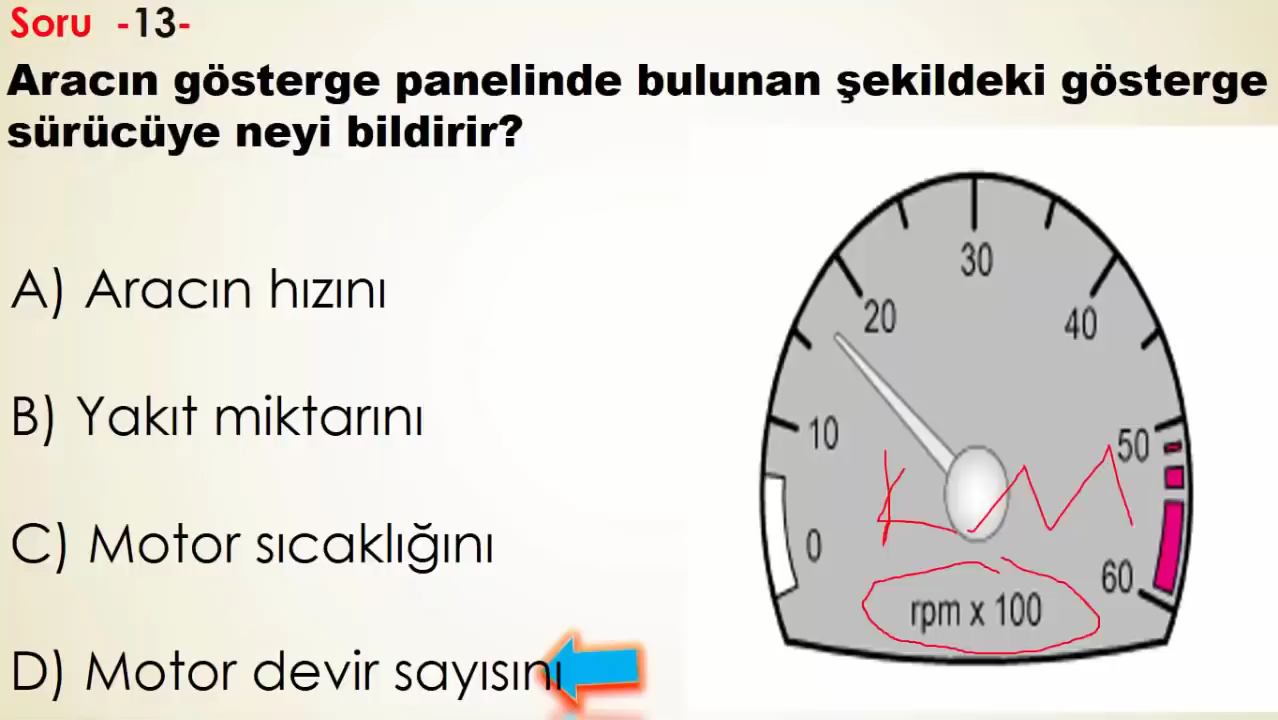 Soru -13-
Aracın gösterge panelinde bulunan şekildeki gösterge
sürücüye neyi bildirir?
A) Aracın hızını
B) Yakıt miktarını
C) Motor sıcaklığını
D) Motor devir sayısını
30
20
40
10
50
0
60
rpm x 100
KM